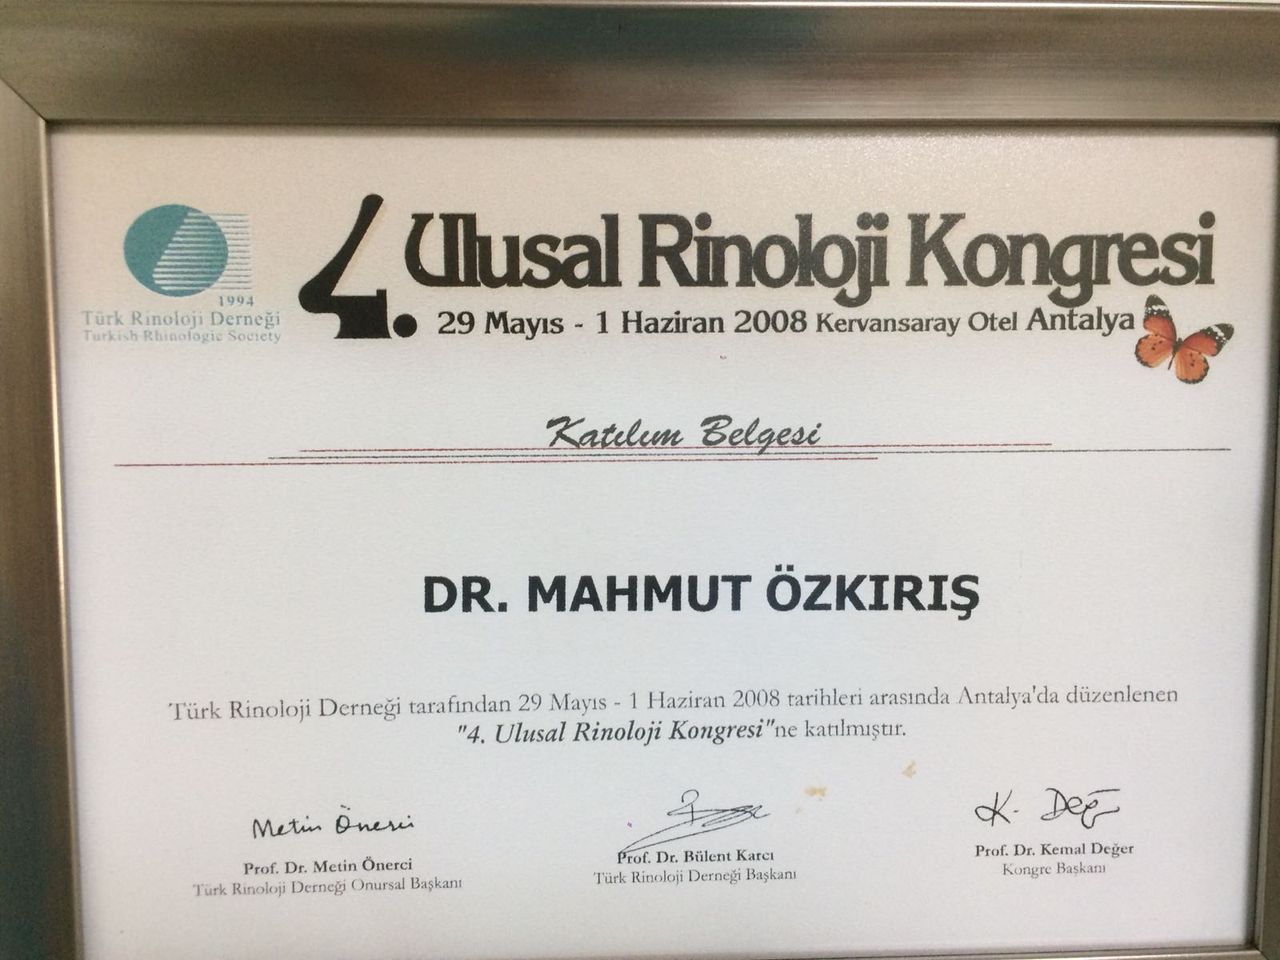 4. Ulusal Rinoloji Kongresi
29 Mayıs - 1 Haziran 2008 Kervansaray Otel Antalya
1994
Türk Rinoloji Derneği
Turkish Rhinologic Society
Katılım Belgesi
DR. MAHMUT ÖZKIRIŞ
Türk Rinoloji Derneği tarafından 29 Mayıs - 1 Haziran 2008 tarihleri arasında Antalya'da düzenlenen
"4. Ulusal Rinoloji Kongresi"ne katılmıştır.
Metin Önerci
K. Değ
Prof. Dr. Metin Önerci
Türk Rinoloji Derneği Onursal Başkanı
Prof. Dr. Bülent Karcı
Türk Rinoloji Derneği Başkanı
Prof. Dr. Kemal Değer
Kongre Başkanı